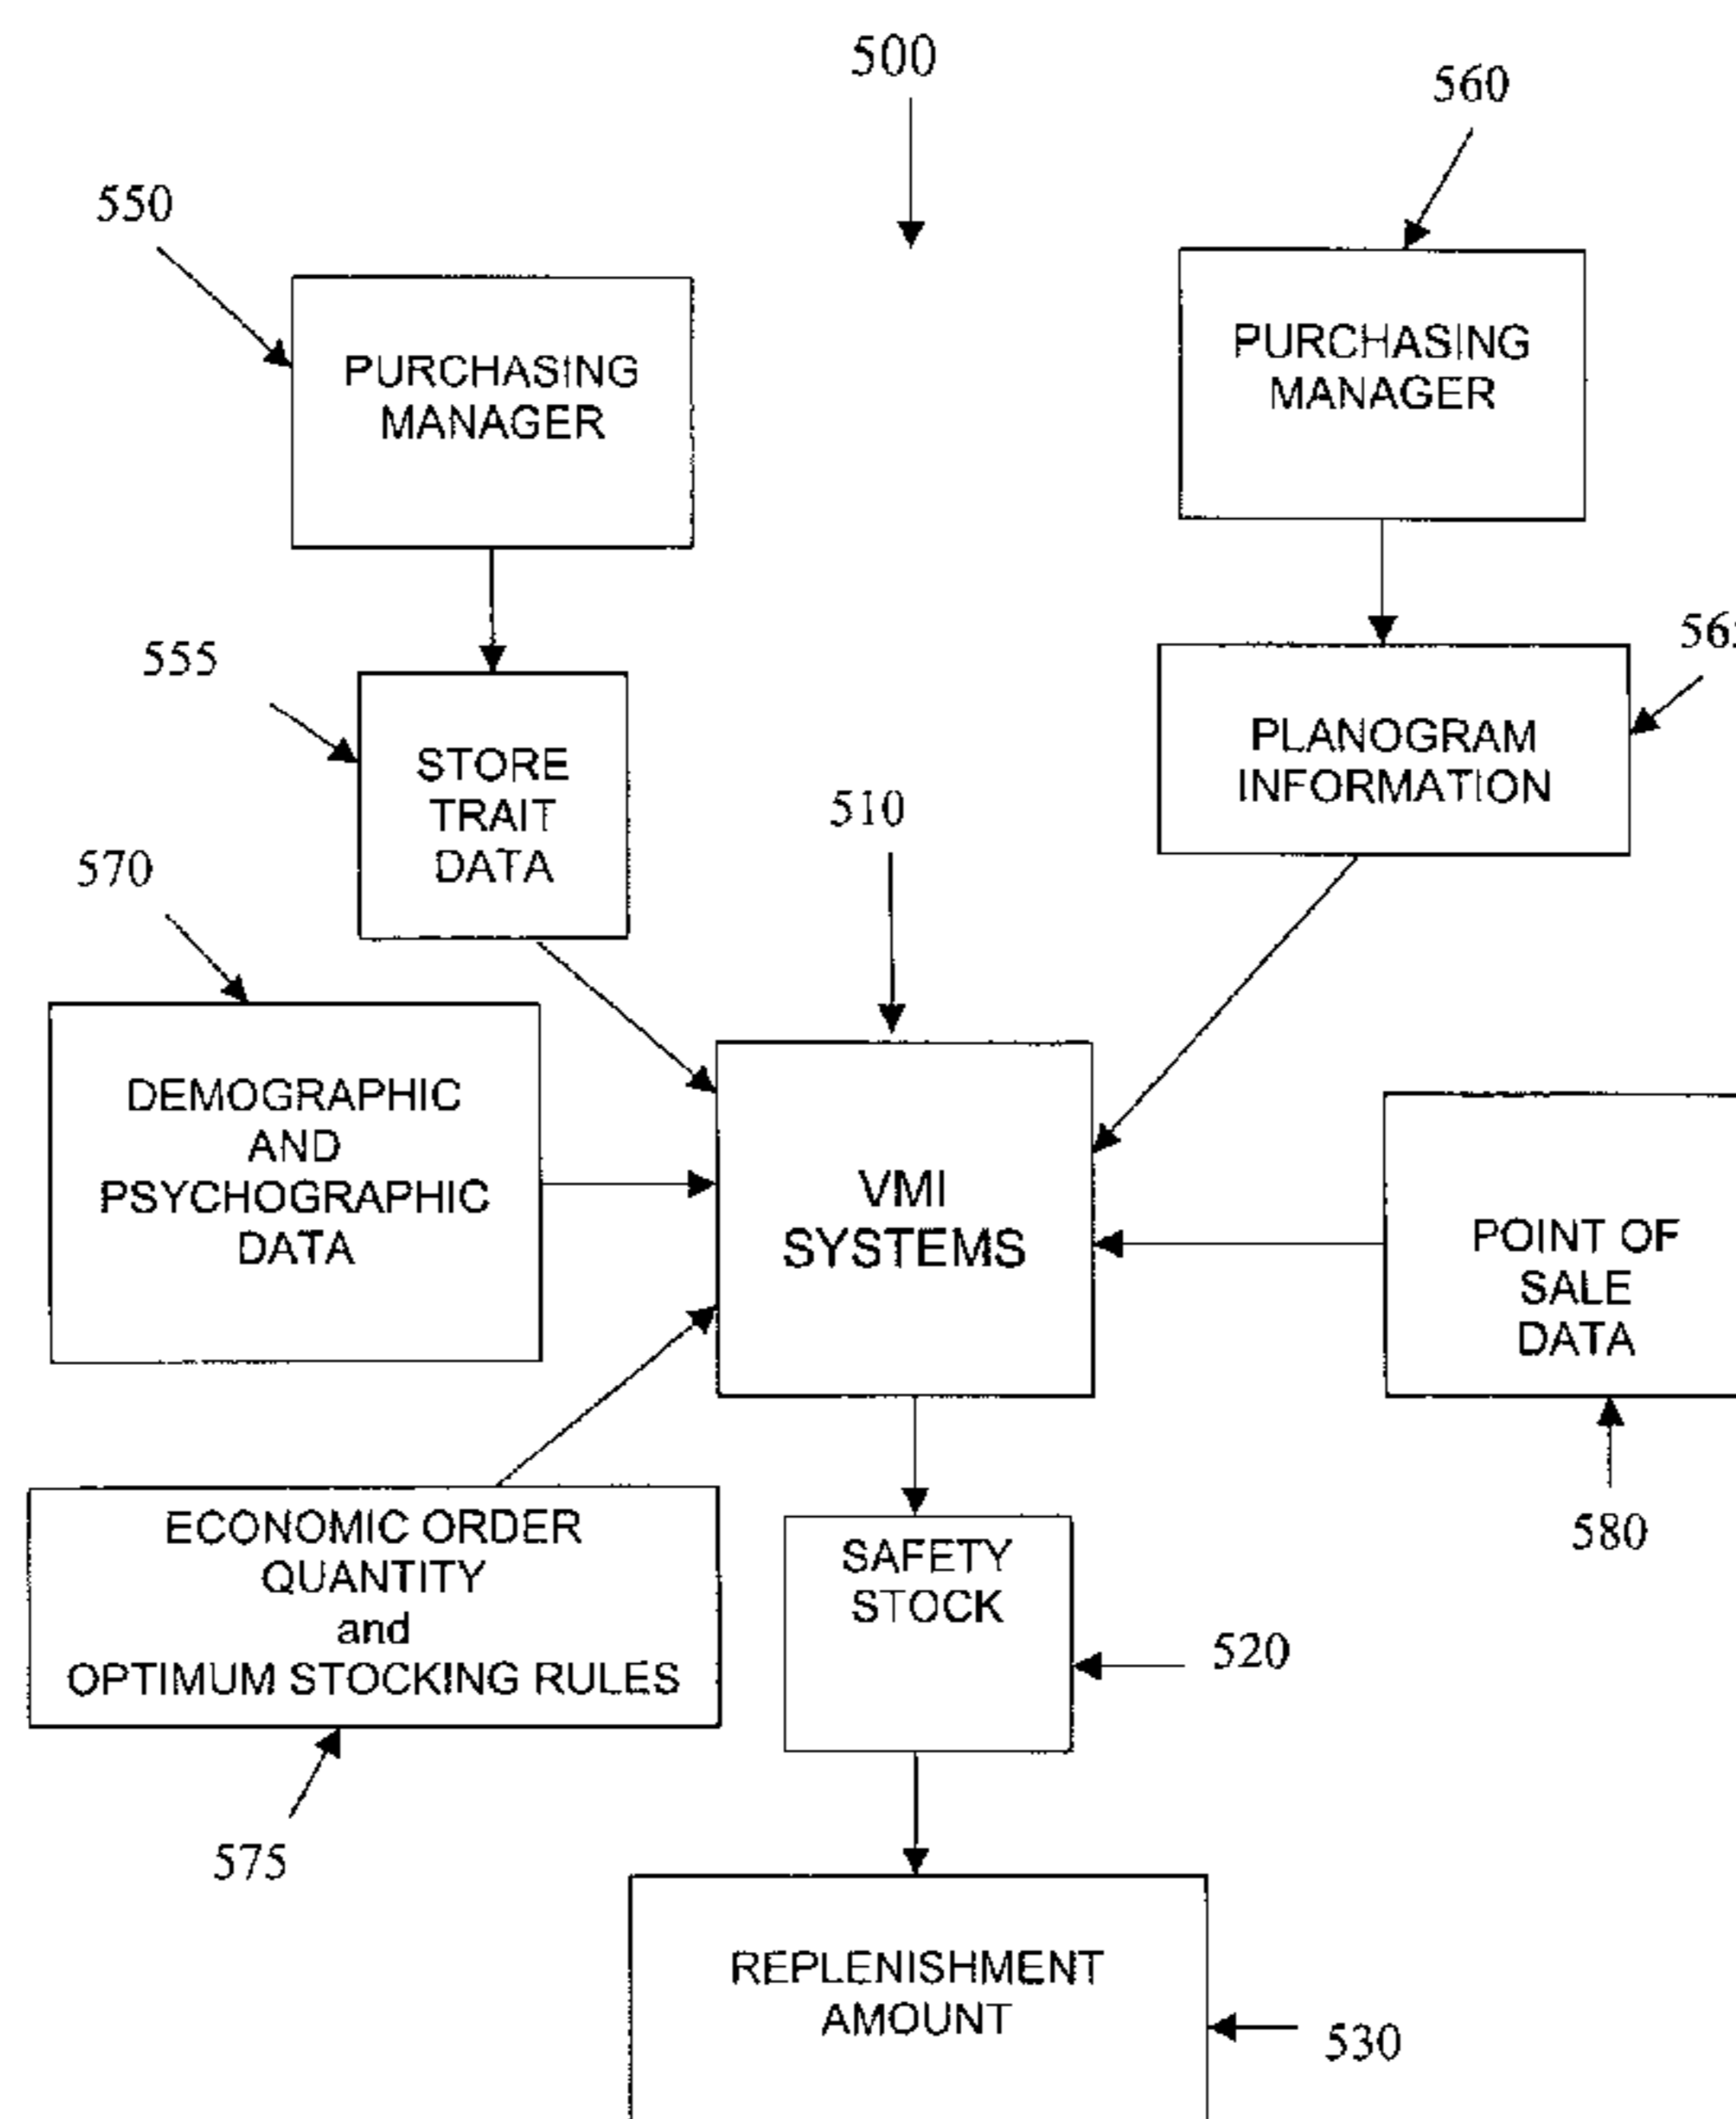 500
560
550
PURCHASING
MANAGER
PURCHASING
MANAGER
555
STORE
TRAIT
DATA
PLANOGRAM
INFORMATION
510
570
DEMOGRAPHIC
AND
PSYCHOGRAPHIC
DATA
VMI
SYSTEMS
POINT OF
SALE
DATA
580
ECONOMIC ORDER
QUANTITY
and
OPTIMUM STOCKING RULES
575
SAFETY
STOCK
520
REPLENISHMENT
AMOUNT
530